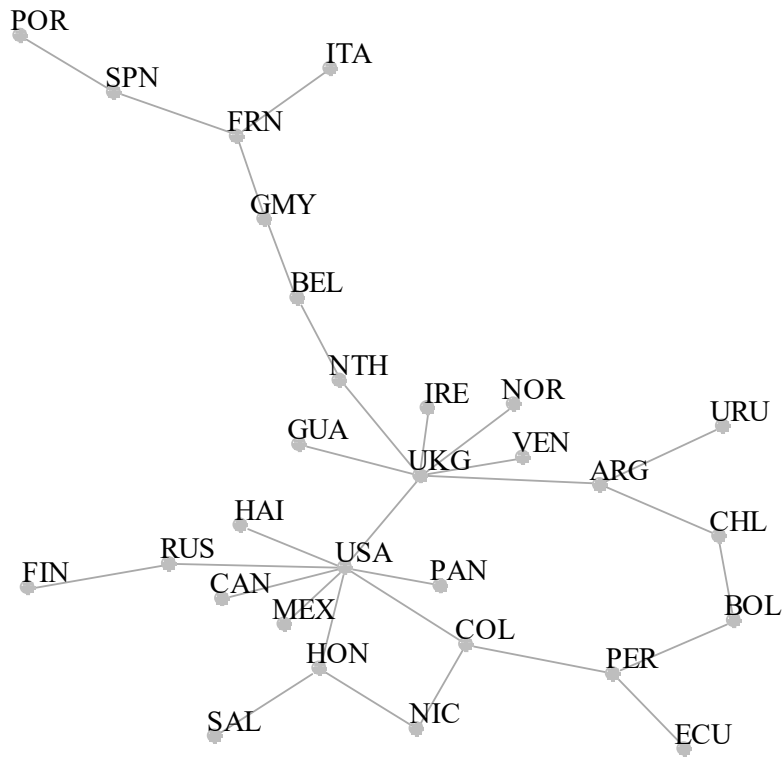 POR
ITA
SPN
FRN
GMY
BEL
NTH
IRE
NOR
URU
GUA
VEN
UKG
ARG
HAI
CHL
RUS
USA
FIN
CAN
PAN
MEX
BOL
COL
HON
PER
SAL
NIC
ECU